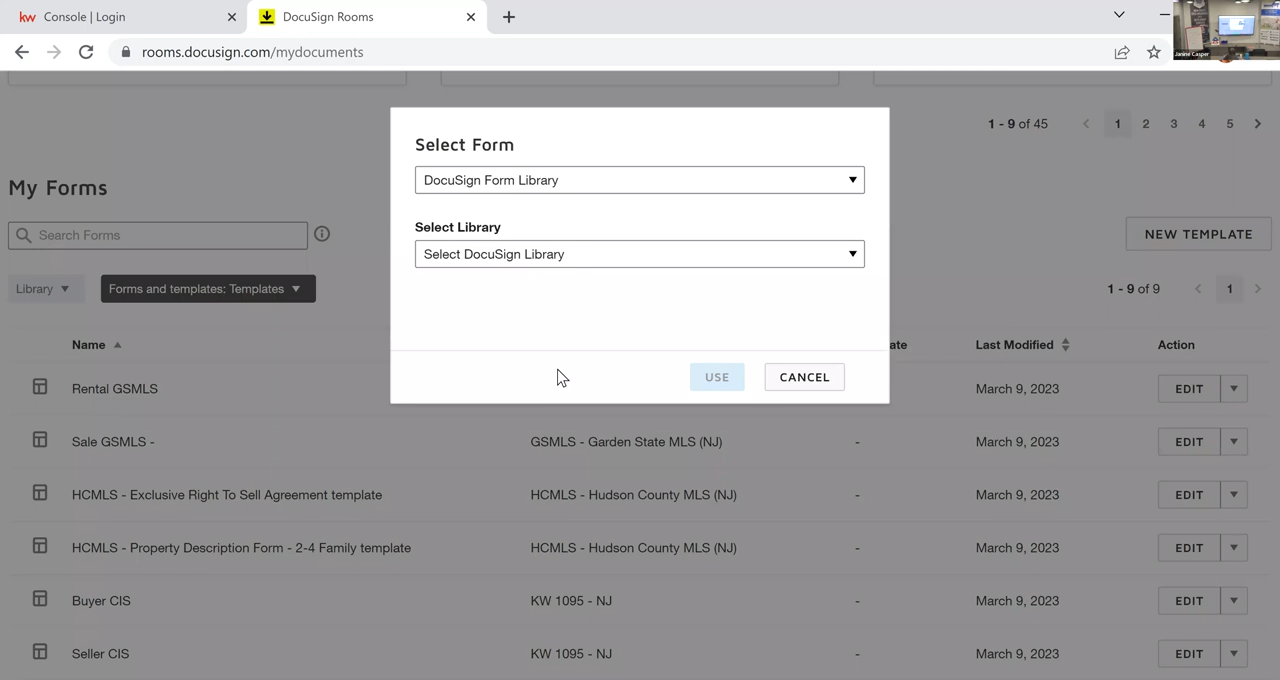 kw Console | Login
DocuSign Rooms
rooms.docusign.com/mydocuments
Janine Casper
1 - 9 of 45
1 2 3 4 5
Select Form
DocuSign Form Library
Select Library
Select DocuSign Library
USE
CANCEL
My Forms
Search Forms
NEW TEMPLATE
Library
Forms and templates: Templates
1 - 9 of 9
1
Name
ate
Last Modified
Action
Rental GSMLS
March 9, 2023
EDIT
Sale GSMLS -
GSMLS - Garden State MLS (NJ)
-
March 9, 2023
EDIT
HCMLS - Exclusive Right To Sell Agreement template
HCMLS - Hudson County MLS (NJ)
-
March 9, 2023
EDIT
HCMLS - Property Description Form - 2-4 Family template
HCMLS - Hudson County MLS (NJ)
-
March 9, 2023
EDIT
Buyer CIS
KW 1095 - NJ
-
March 9, 2023
EDIT
Seller CIS
KW 1095 - NJ
-
March 9, 2023
EDIT